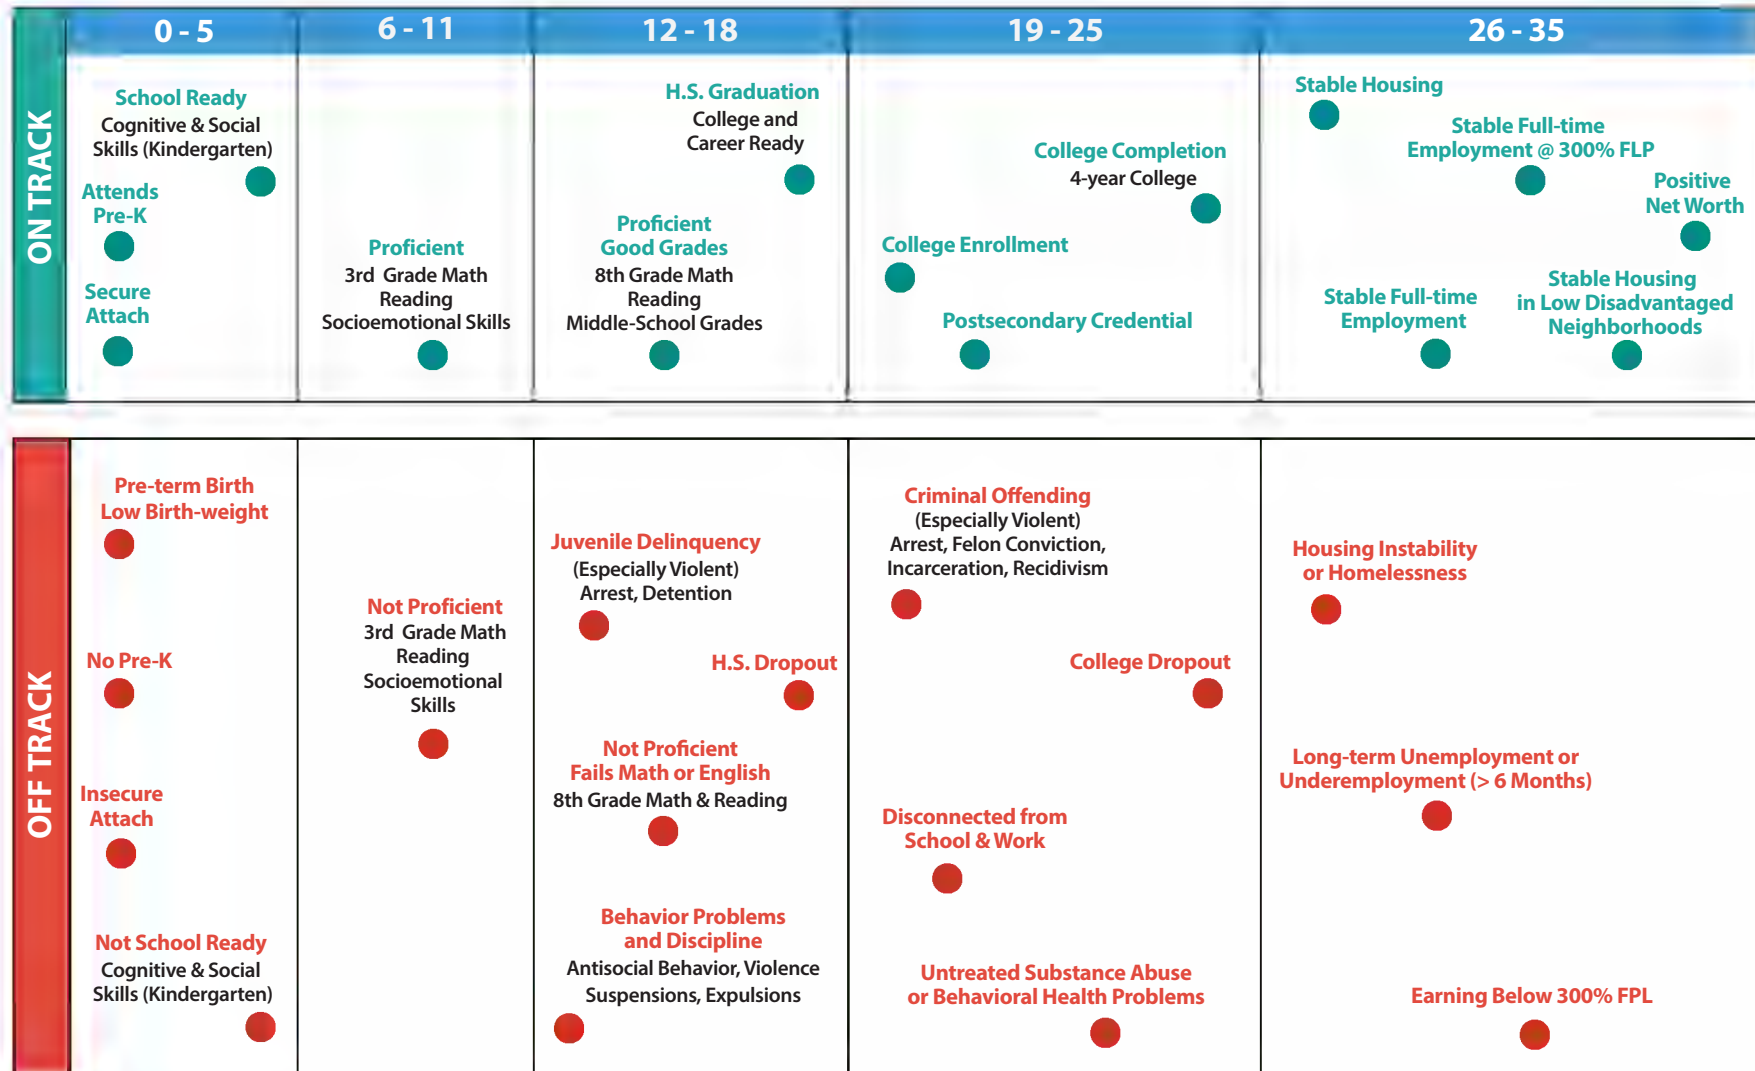 0 - 5
6 - 11
12 - 18
19 - 25
26 - 35
ON TRACK
School Ready
Cognitive & Social
Skills (Kindergarten)
Attends
Pre-K
Secure
Attach
Proficient
3rd Grade Math
Reading
Socioemotional Skills
H.S. Graduation
College and
Career Ready
Proficient
Good Grades
8th Grade Math
Reading
Middle-School Grades
College Completion
4-year College
College Enrollment
Postsecondary Credential
Stable Housing
Stable Full-time
Employment @ 300% FLP
Positive
Net Worth
Stable Full-time
Employment
Stable Housing
in Low Disadvantaged
Neighborhoods
OFF TRACK
Pre-term Birth
Low Birth-weight
No Pre-K
Insecure
Attach
Not School Ready
Cognitive & Social
Skills (Kindergarten)
Not Proficient
3rd Grade Math
Reading
Socioemotional
Skills
Juvenile Delinquency
(Especially Violent)
Arrest, Detention
H.S. Dropout
Not Proficient
Fails Math or English
8th Grade Math & Reading
Behavior Problems
and Discipline
Antisocial Behavior, Violence
Suspensions, Expulsions
Criminal Offending
(Especially Violent)
Arrest, Felon Conviction,
Incarceration, Recidivism
College Dropout
Disconnected from
School & Work
Untreated Substance Abuse
or Behavioral Health Problems
Housing Instability
or Homelessness
Long-term Unemployment or
Underemployment (> 6 Months)
Earning Below 300% FPL